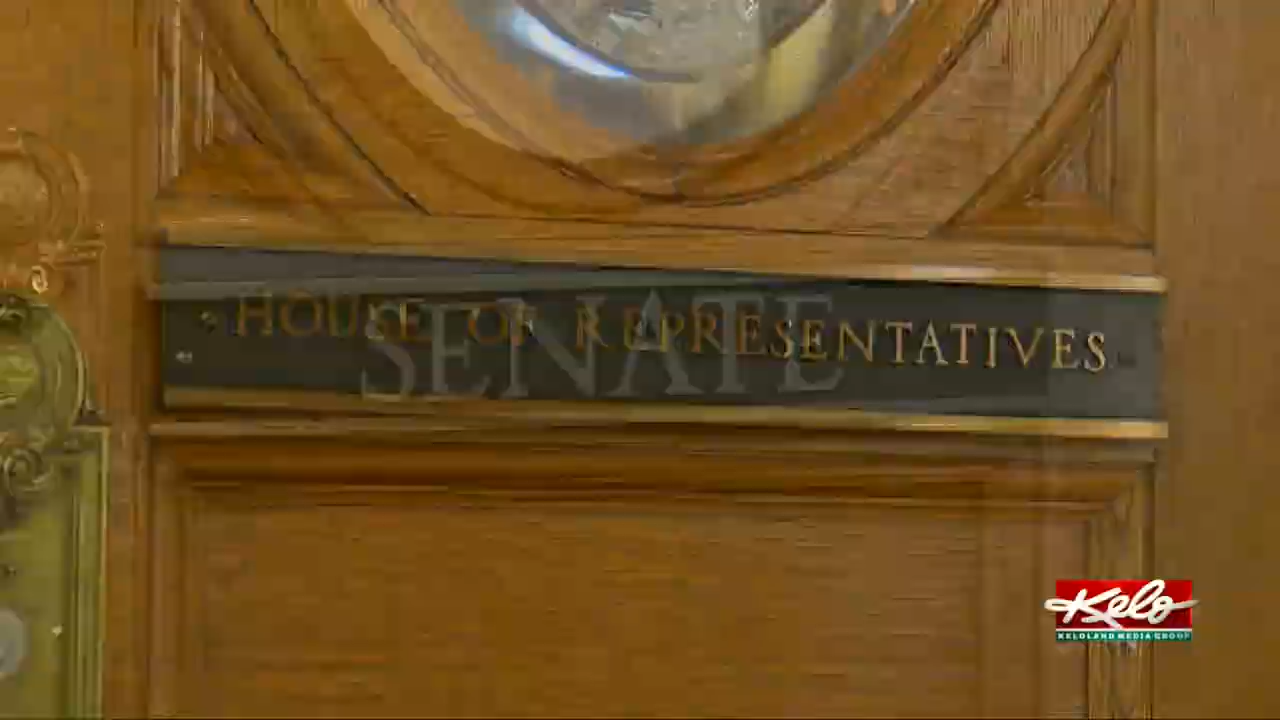 HOUSE OF REPRESENTATIVES
SENATE
Kelo
KELOLAND MEDIA GROUP